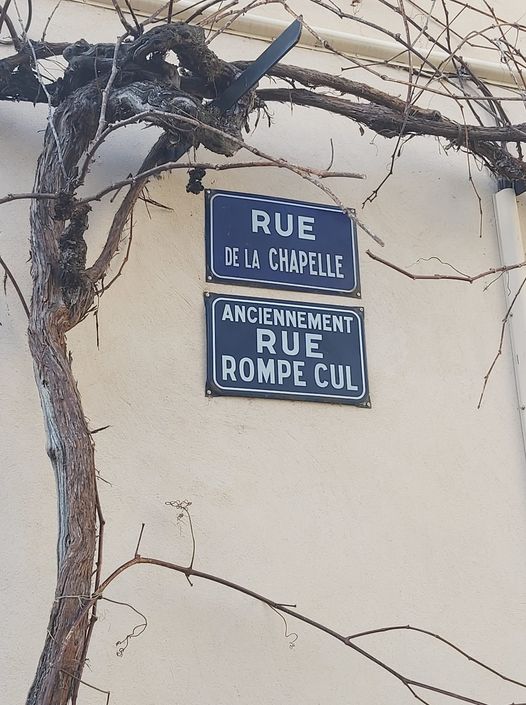 RUE
DE LA CHAPELLE
ANCIENNEMENT
RUE
ROMPE CUL